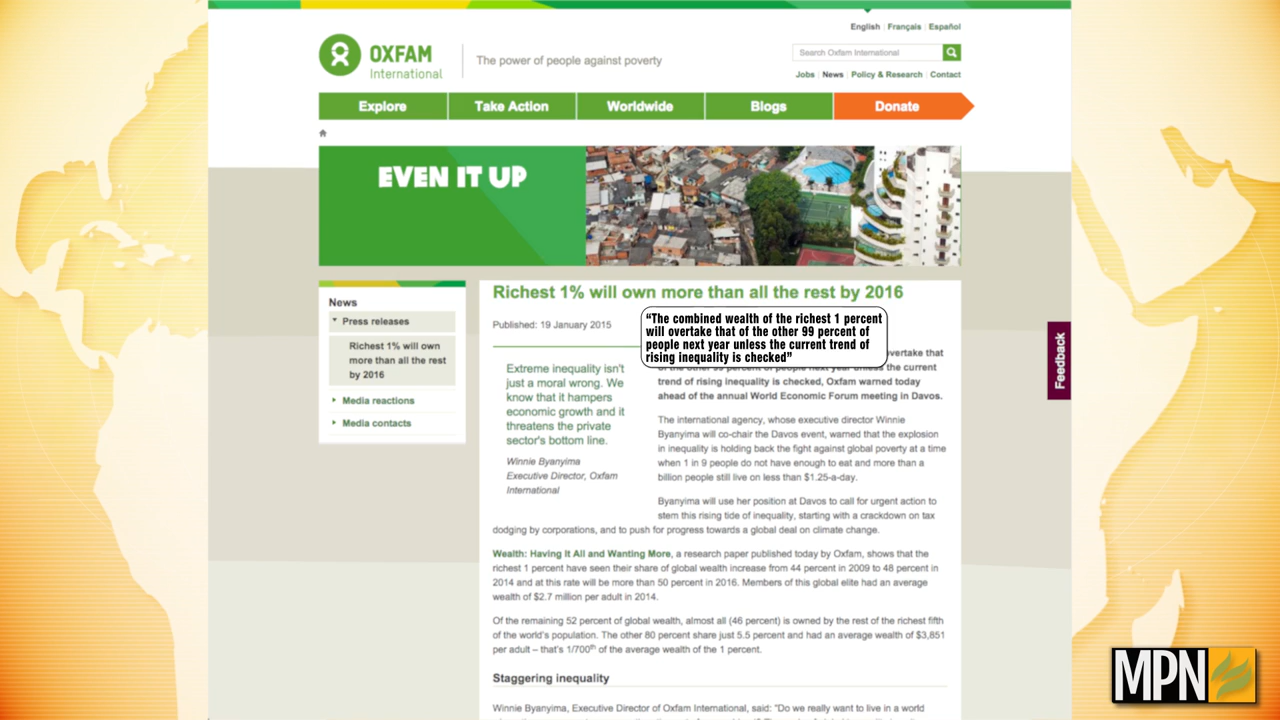 English Français Español
OXFAM
International
The power of people against poverty
Search Oxfam International
Jobs News Policy & Research Contact
Explore Take Action Worldwide Blogs Donate
EVEN IT UP
News
Press releases
Richest 1% will own
more than all the rest
by 2016
Media reactions
Media contacts
Richest 1% will own more than all the rest by 2016
Published: 19 January 2015
“The combined wealth of the richest 1 percent
will overtake that of the other 99 percent of
people next year unless the current trend of
rising inequality is checked”
Extreme inequality isn't
just a moral wrong. We
know that it hampers
economic growth and it
threatens the private
sector's bottom line.
Winnie Byanyima
Executive Director, Oxfam
International
overtake that
of the other 99 percent of people next year unless the current
trend of rising inequality is checked, Oxfam warned today
ahead of the annual World Economic Forum meeting in Davos.
The international agency, whose executive director Winnie
Byanyima will co-chair the Davos event, warned that the explosion
in inequality is holding back the fight against global poverty at a time
when 1 in 9 people do not have enough to eat and more than a
billion people still live on less than $1.25-a-day.
Byanyima will use her position at Davos to call for urgent action to
stem this rising tide of inequality, starting with a crackdown on tax
dodging by corporations, and to push for progress towards a global deal on climate change.
Wealth: Having It All and Wanting More, a research paper published today by Oxfam, shows that the
richest 1 percent have seen their share of global wealth increase from 44 percent in 2009 to 48 percent in
2014 and at this rate will be more than 50 percent in 2016. Members of this global elite had an average
wealth of $2.7 million per adult in 2014.
Of the remaining 52 percent of global wealth, almost all (46 percent) is owned by the rest of the richest fifth
of the world's population. The other 80 percent share just 5.5 percent and had an average wealth of $3,851
per adult – that's 1/700th of the average wealth of the 1 percent.
Staggering inequality
Winnie Byanyima, Executive Director of Oxfam International, said: "Do we really want to live in a world
Feedback
MPN